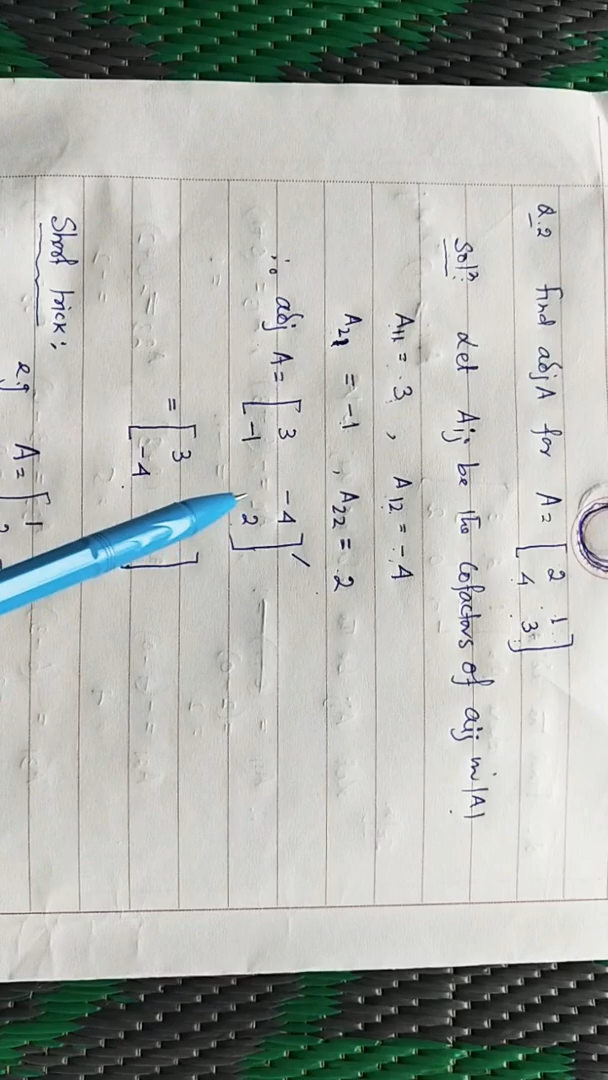 Q.2 find adjA for A = [ 2 1
4 3 ]
Solⁿ: Let Aij be the cofactors of aij in |A|
A11 = 3 , A12 = -4
A21 = -1 , A22 = 2
∴ adj A = [ 3 -4 ]'
[ -1 2 ]
= [ 3
-4 ]
Short trick:
e.g A = [ 1